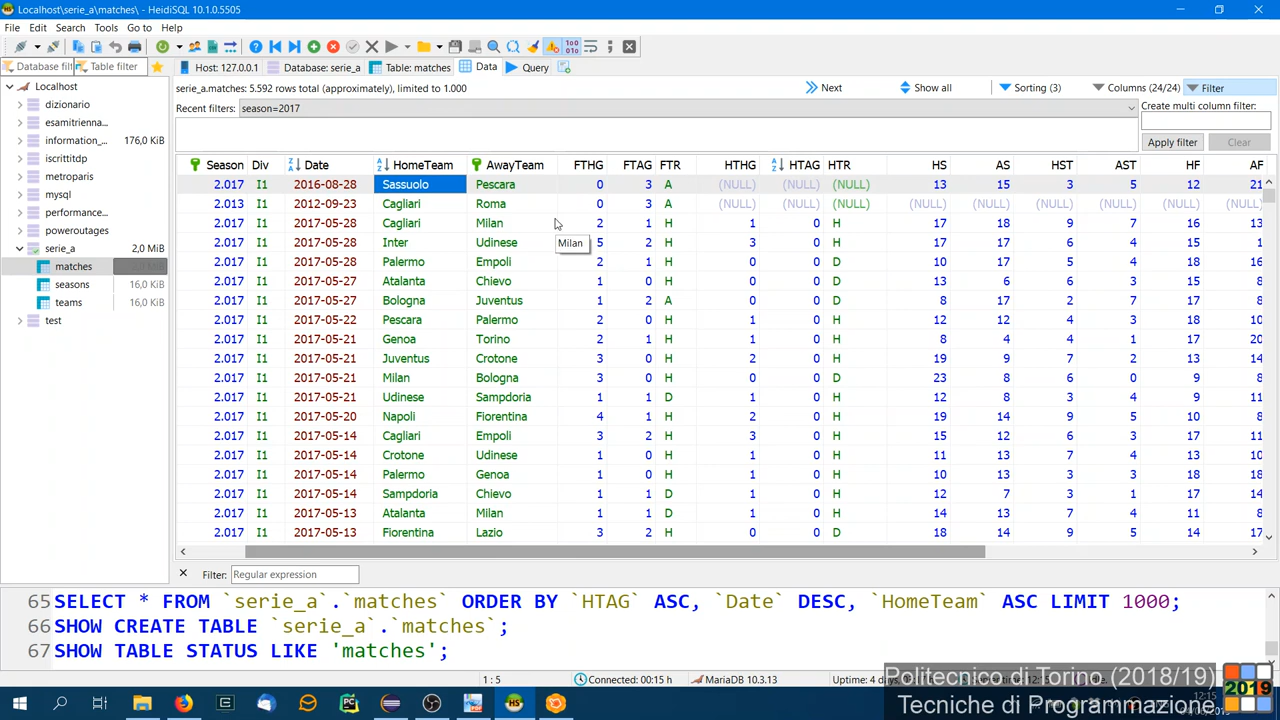 Localhost\serie_a\matches\ - HeidiSQL 10.1.0.5505
File Edit Search Tools Go to Help
Database filt Table filter Host: 127.0.0.1 Database: serie_a Table: matches Data Query
Localhost
dizionario
esamitrienna...
information_... 176,0 KiB
iscrittitdp
metroparis
mysql
performance...
poweroutages
serie_a 2,0 MiB
matches
seasons 16,0 KiB
teams 16,0 KiB
test
serie_a.matches: 5.592 rows total (approximately), limited to 1.000 Next Show all Sorting (3) Columns (24/24) Filter
Recent filters: season=2017 Create multi column filter:
Apply filter Clear
Season Div Date HomeTeam AwayTeam FTHG FTAG FTR HTHG HTAG HTR HS AS HST AST HF AF
2.017 I1 2016-08-28 Sassuolo Pescara 0 3 A (NULL) (NULL) (NULL) 13 15 3 5 12 21
2.013 I1 2012-09-23 Cagliari Roma 0 3 A (NULL) (NULL) (NULL) (NULL) (NULL) (NULL) (NULL) (NULL) (NUL
2.017 I1 2017-05-28 Cagliari Milan 2 1 H 1 0 H 17 18 9 7 16 13
2.017 I1 2017-05-28 Inter Udinese 5 2 H 3 0 H 17 17 6 4 15
Milan
2.017 I1 2017-05-28 Palermo Empoli 2 1 H 0 0 D 10 17 5 4 18 16
2.017 I1 2017-05-27 Atalanta Chievo 1 0 H 0 0 D 13 6 6 3 15 8
2.017 I1 2017-05-27 Bologna Juventus 1 2 A 0 0 D 8 17 2 7 17 8
2.017 I1 2017-05-22 Pescara Palermo 2 0 H 1 0 H 12 12 4 3 18 10
2.017 I1 2017-05-21 Genoa Torino 2 1 H 1 0 H 8 4 4 1 17 20
2.017 I1 2017-05-21 Juventus Crotone 3 0 H 2 0 H 19 9 7 2 13 14
2.017 I1 2017-05-21 Milan Bologna 3 0 H 0 0 D 23 8 6 0 9 8
2.017 I1 2017-05-21 Udinese Sampdoria 1 1 D 1 0 H 12 8 3 4 9 11
2.017 I1 2017-05-20 Napoli Fiorentina 4 1 H 2 0 H 19 14 9 5 10 8
2.017 I1 2017-05-14 Cagliari Empoli 3 2 H 3 0 H 15 12 6 3 17 11
2.017 I1 2017-05-14 Crotone Udinese 1 0 H 1 0 H 11 13 7 4 13 10
2.017 I1 2017-05-14 Palermo Genoa 1 0 H 1 0 H 10 13 3 3 18 18
2.017 I1 2017-05-14 Sampdoria Chievo 1 1 D 1 0 H 12 7 3 1 17 14
2.017 I1 2017-05-13 Atalanta Milan 1 1 D 1 0 H 14 13 7 4 11 8
2.017 I1 2017-05-13 Fiorentina Lazio 3 2 H 0 0 D 18 14 9 5 14 17
Filter: Regular expression
65 SELECT * FROM `serie_a`.`matches` ORDER BY `HTAG` ASC, `Date` DESC, `HomeTeam` ASC LIMIT 1000;
66 SHOW CREATE TABLE `serie_a`.`matches`;
67 SHOW TABLE STATUS LIKE 'matches';
1 : 5 Connected: 00:15 h MariaDB 10.3.13 Uptime: 4 days
Politecnico di Torino (2018/19)
Tecniche di Programmazione
2019
12:15